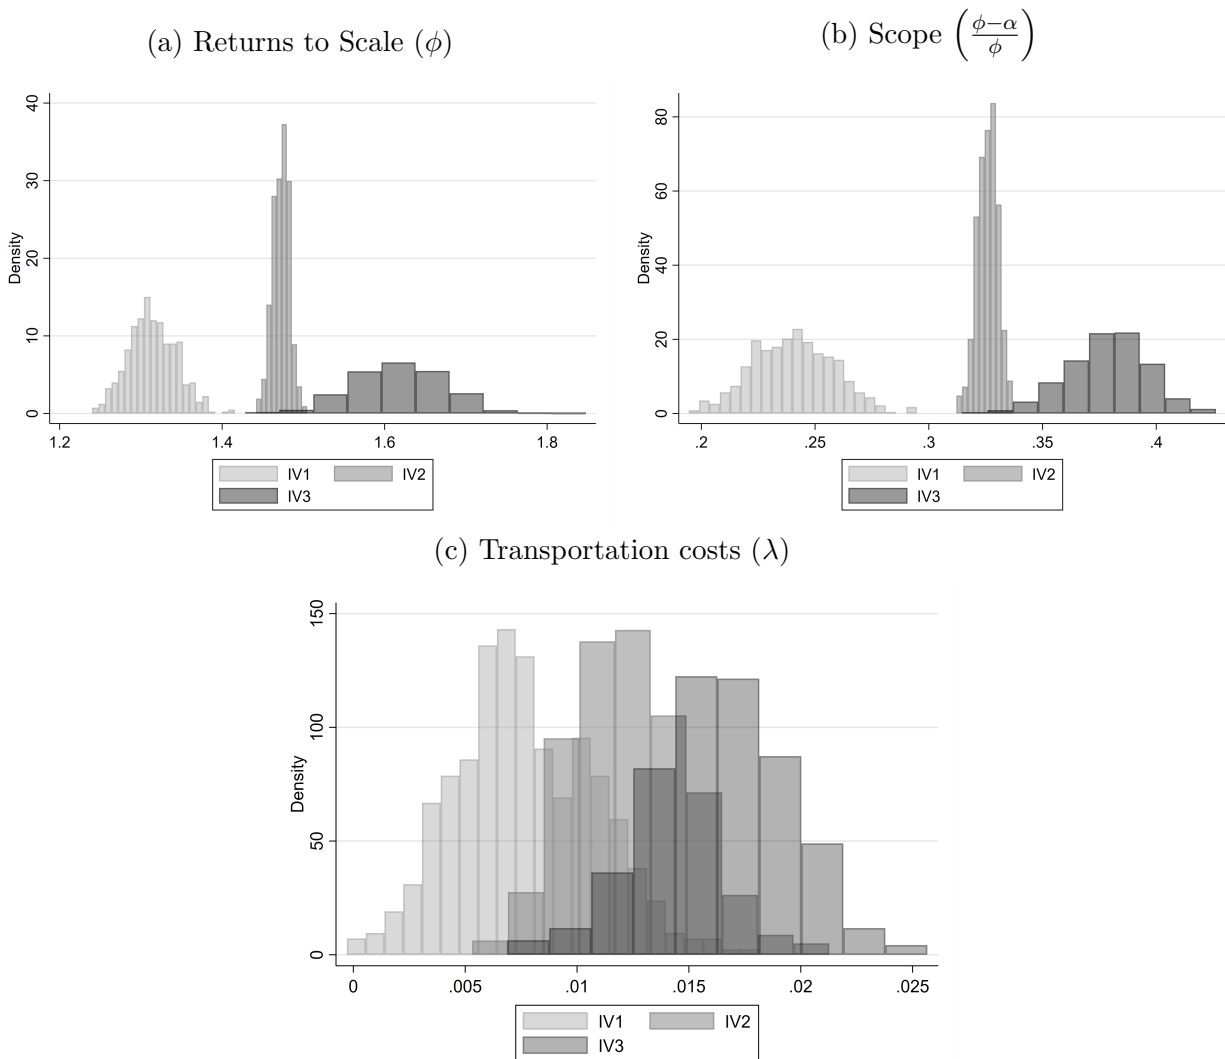 (a) Returns to Scale (ϕ)
Density
0
10
20
30
40
1.2 1.4 1.6 1.8
IV1 IV2
IV3
(b) Scope (ϕ−α/ϕ)
Density
0
20
40
60
80
.2 .25 .3 .35 .4
IV1 IV2
IV3
(c) Transportation costs (λ)
Density
0
50
100
150
0 .005 .01 .015 .02 .025
IV1 IV2
IV3